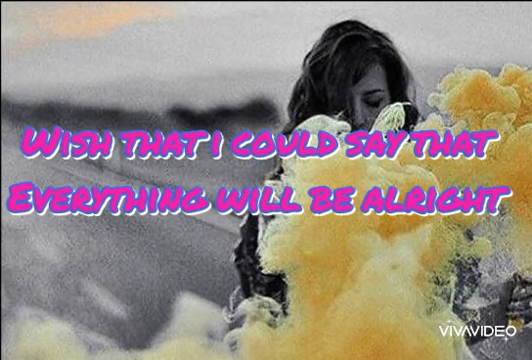 Wish that I could say that
Everything will be alright
VIVAVIDEO